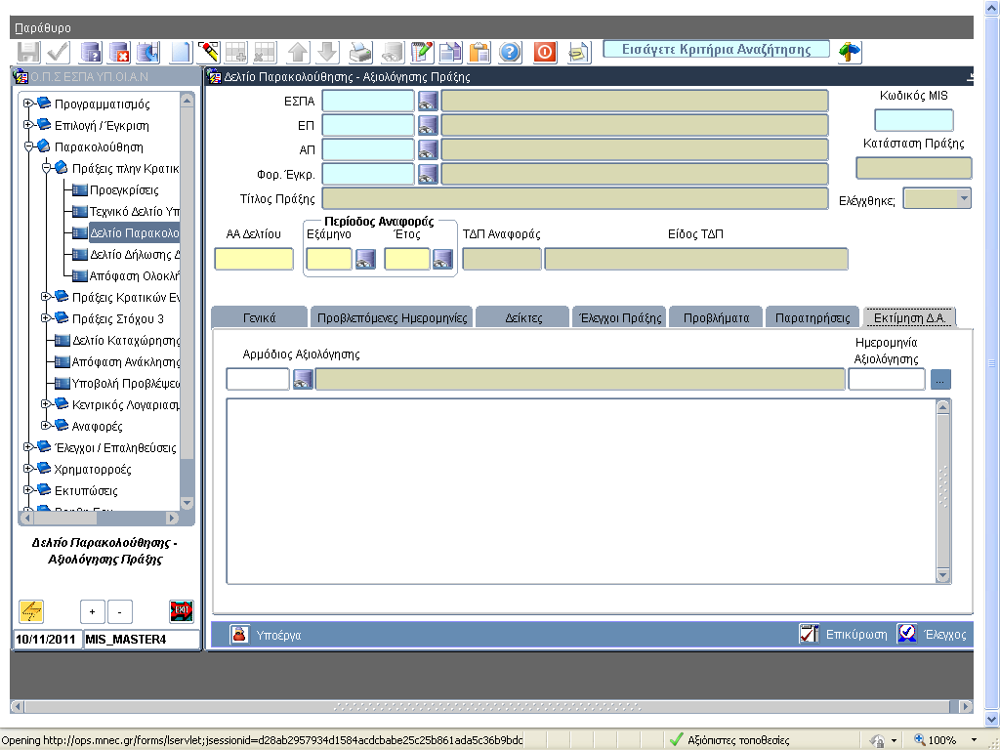 Παράθυρο
Εισάγετε Κριτήρια Αναζήτησης
Ο.Π.Σ ΕΣΠΑ ΥΠ.ΟΙ.Α.Ν
Δελτίο Παρακολούθησης - Αξιολόγησης Πράξης
Προγραμματισμός
Επιλογή / Έγκριση
Παρακολούθηση
Πράξεις πλην Κρατικ
Προεγκρίσεις
Τεχνικό Δελτίο Υπ
Δελτίο Παρακολο
Δελτίο Δήλωσης Δ
Απόφαση Ολοκλή
Πράξεις Κρατικών Εν
Πράξεις Στόχου 3
Δελτίο Καταχώρησης
Απόφαση Ανάκλησης
Υποβολή Προβλέψεω
Κεντρικός Λογαριασμ
Αναφορές
Έλεγχοι / Επαληθεύσεις
Χρηματορροές
Εκτυπώσεις
Δελτίο Παρακολούθησης -
Αξιολόγησης Πράξης
+ - EXIT
10/11/2011 MIS_MASTER4
ΕΣΠΑ
ΕΠ
ΑΠ
Φορ. Έγκρ.
Τίτλος Πράξης
Κωδικός MIS
Κατάσταση Πράξης
Ελέγχθηκε;
Περίοδος Αναφοράς
ΑΑ Δελτίου Εξάμηνο Έτος ΤΔΠ Αναφοράς Είδος ΤΔΠ
Γενικά Προβλεπόμενες Ημερομηνίες Δείκτες Έλεγχοι Πράξης Προβλήματα Παρατηρήσεις Εκτίμηση Δ.Α.
Αρμόδιος Αξιολόγησης
Ημερομηνία
Αξιολόγησης
...
Υποέργα Επικύρωση Έλεγχος
Opening http://ops.mnec.gr/forms/lservlet;jsessionid=d28ab2957934d1584acdcbabe25c25b861ada5c36b9bdc
Αξιόπιστες τοποθεσίες
100%